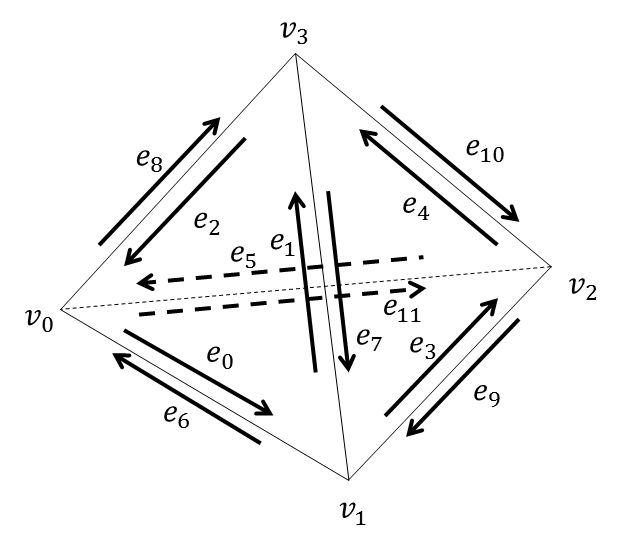 v₃
e₈
e₁₀
e₂
e₄
e₁
e₅
v₂
e₁₁
v₀
e₀
e₇
e₃
e₉
e₆
v₁